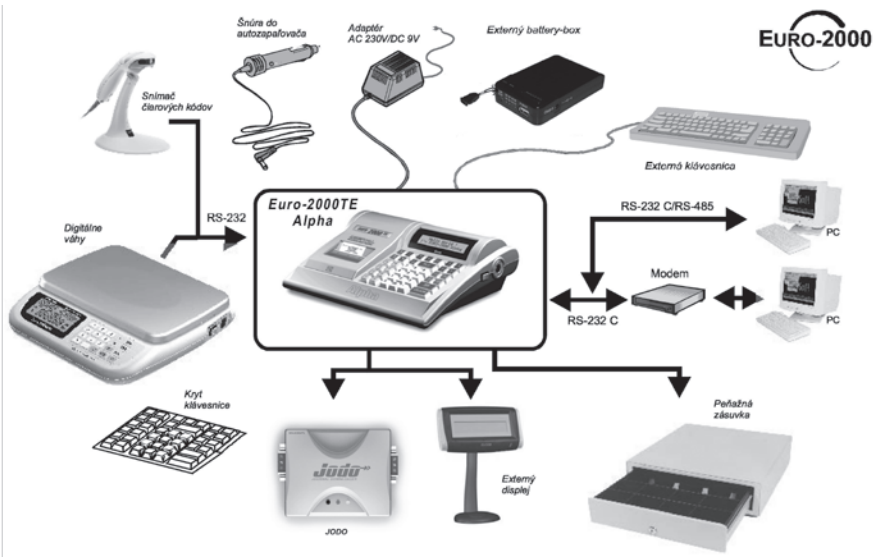 Šnúra do
autozapaľovača
Adaptér
AC 230V/DC 9V
Externý battery-box
EURO-2000
Snímač
čiarových kódov
Externá klávesnica
Euro-2000TE
Alpha
RS-232
RS-232 C/RS-485
PC
Digitálne
váhy
Modem
RS-232 C
PC
Kryt
klávesnice
Peňažná
zásuvka
Jodo
Externý
displej
JODO